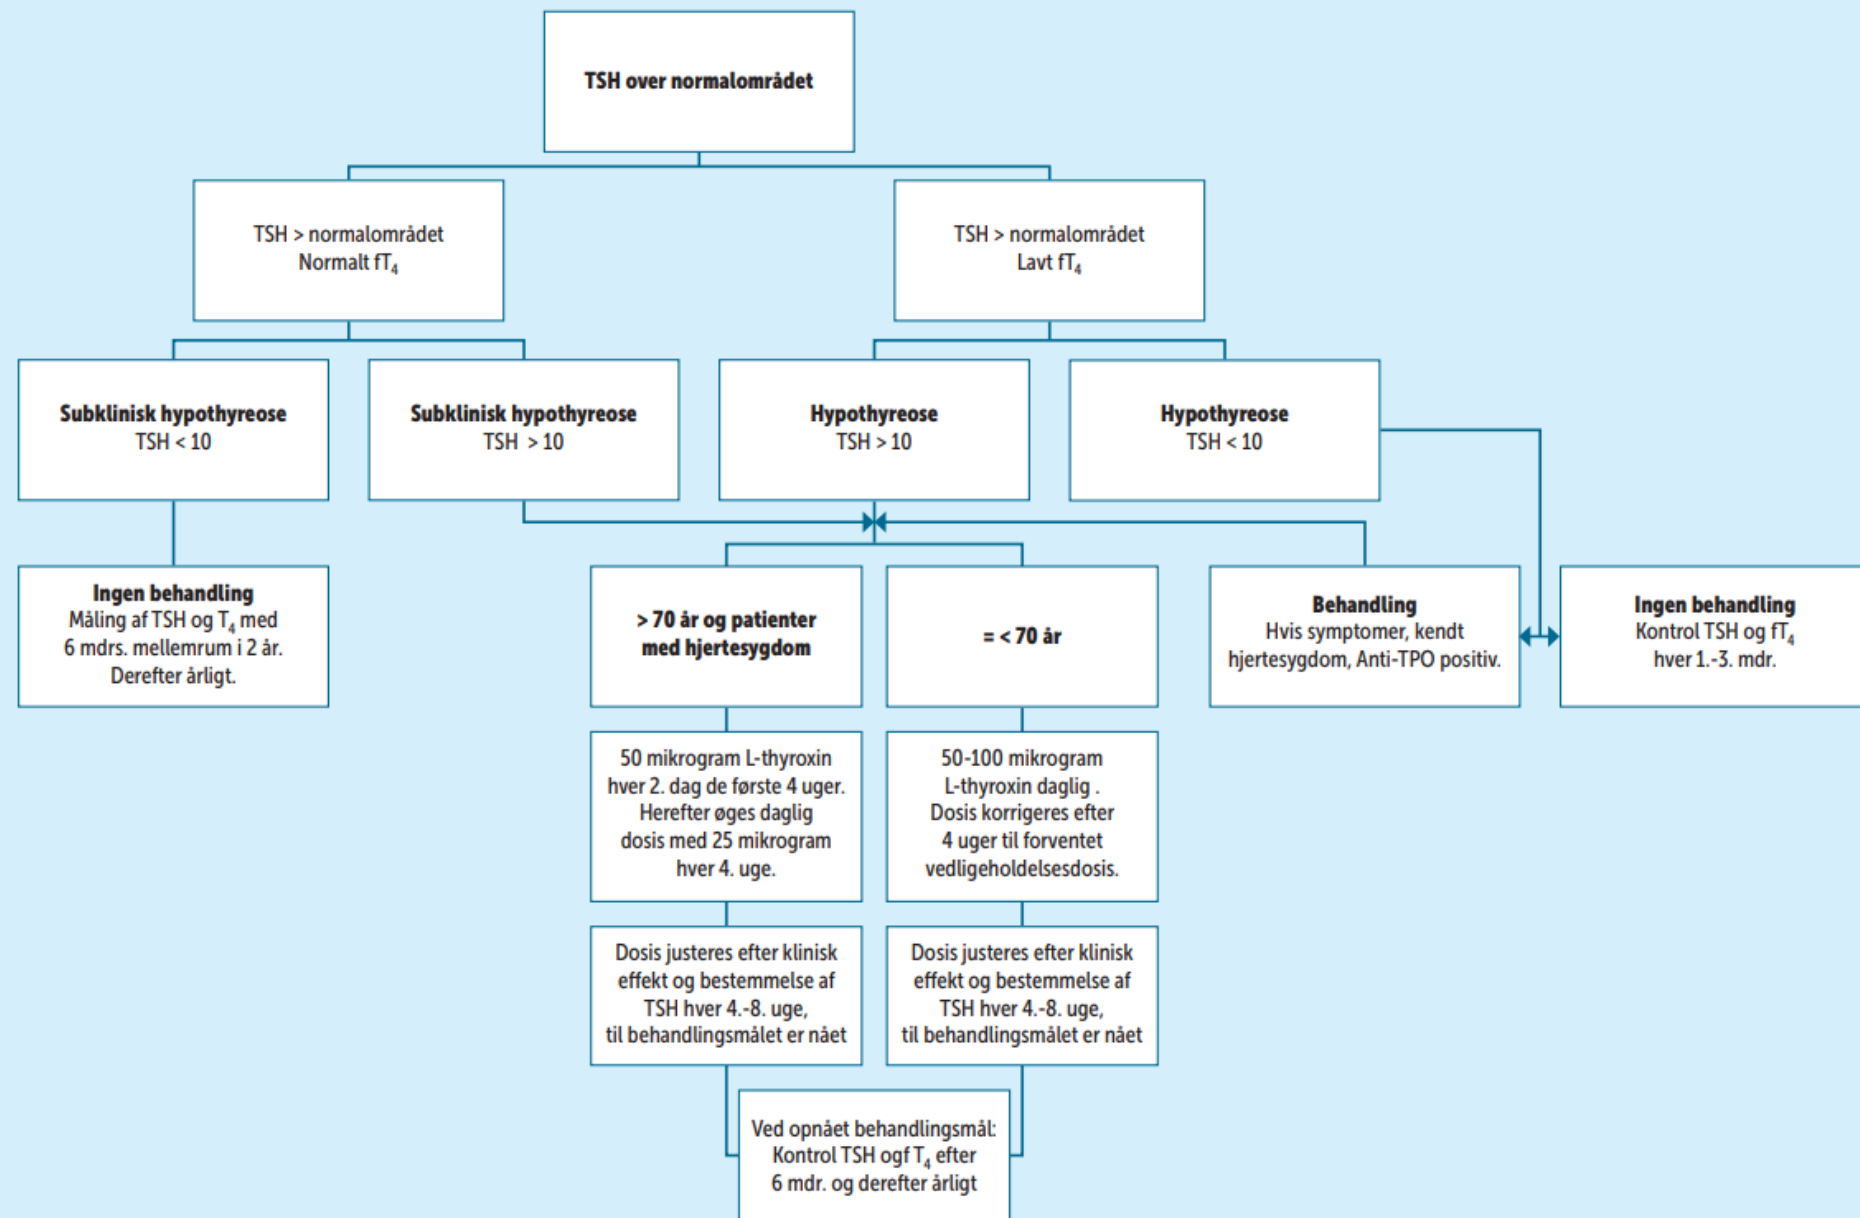 TSH over normalområdet
TSH > normalområdet
Normalt fT₄
TSH > normalområdet
Lavt fT₄
Subklinisk hypothyreose
TSH < 10
Subklinisk hypothyreose
TSH > 10
Hypothyreose
TSH > 10
Hypothyreose
TSH < 10
Ingen behandling
Måling af TSH og T₄ med
6 mdrs. mellemrum i 2 år.
Derefter årligt.
> 70 år og patienter
med hjertesygdom
= < 70 år
Behandling
Hvis symptomer, kendt
hjertesygdom, Anti-TPO positiv.
Ingen behandling
Kontrol TSH og fT₄
hver 1.-3. mdr.
50 mikrogram L-thyroxin
hver 2. dag de første 4 uger.
Herefter øges daglig
dosis med 25 mikrogram
hver 4. uge.
50-100 mikrogram
L-thyroxin daglig .
Dosis korrigeres efter
4 uger til forventet
vedligeholdelsesdosis.
Dosis justeres efter klinisk
effekt og bestemmelse af
TSH hver 4.-8. uge,
til behandlingsmålet er nået
Dosis justeres efter klinisk
effekt og bestemmelse af
TSH hver 4.-8. uge,
til behandlingsmålet er nået
Ved opnået behandlingsmål:
Kontrol TSH ogf T₄ efter
6 mdr. og derefter årligt